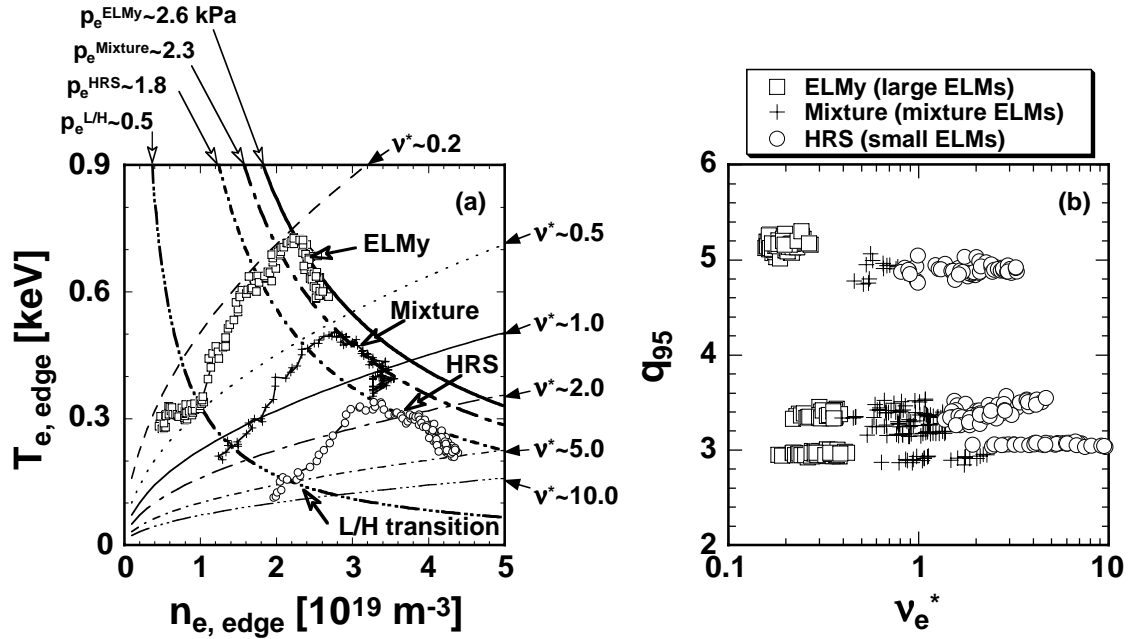 p_e^ELMy~2.6 kPa
p_e^Mixture~2.3
p_e^HRS~1.8
p_e^L/H~0.5
ν*~0.2
0.9
(a)
ELMy
ν*~0.5
0.6
Mixture
ν*~1.0
HRS
ν*~2.0
0.3
ν*~5.0
ν*~10.0
L/H transition
0
0 1 2 3 4 5
T_e, edge [keV]
n_e, edge [10^19 m^-3]
ELMy (large ELMs)
Mixture (mixture ELMs)
HRS (small ELMs)
6
(b)
5
4
3
2
0.1 1 10
q_95
ν_e^*